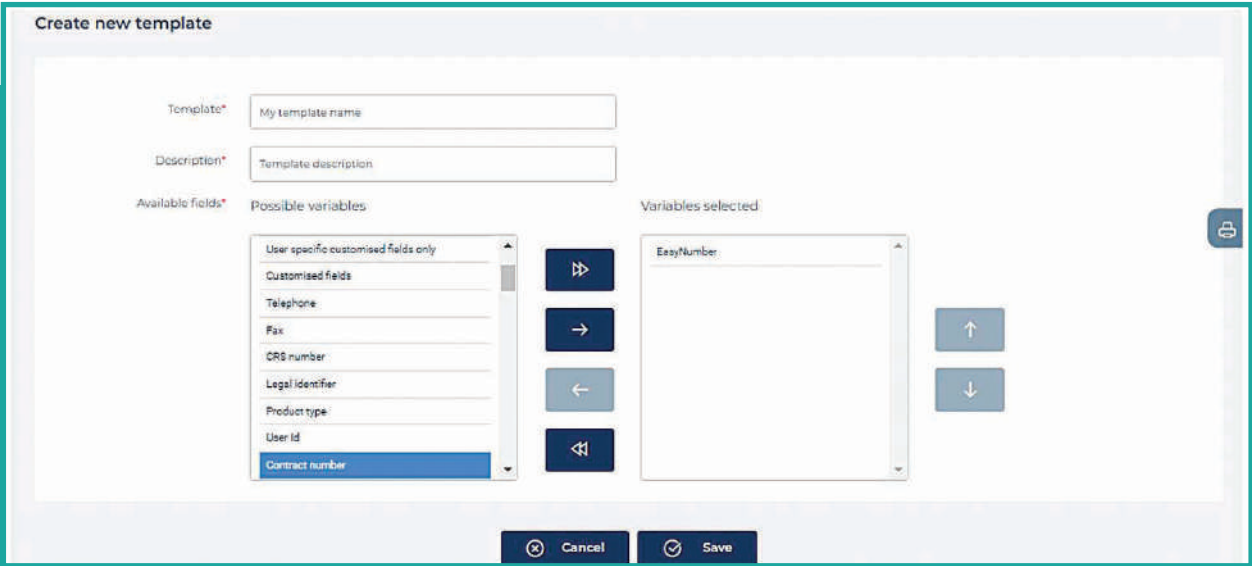 Create new template
Template*
My template name
Description*
Template description
Available fields*
Possible variables
Variables selected
User specific customised fields only
Customised fields
Telephone
Fax
CRS number
Legal identifier
Product type
User Id
Contract number
EasyNumber
Cancel
Save